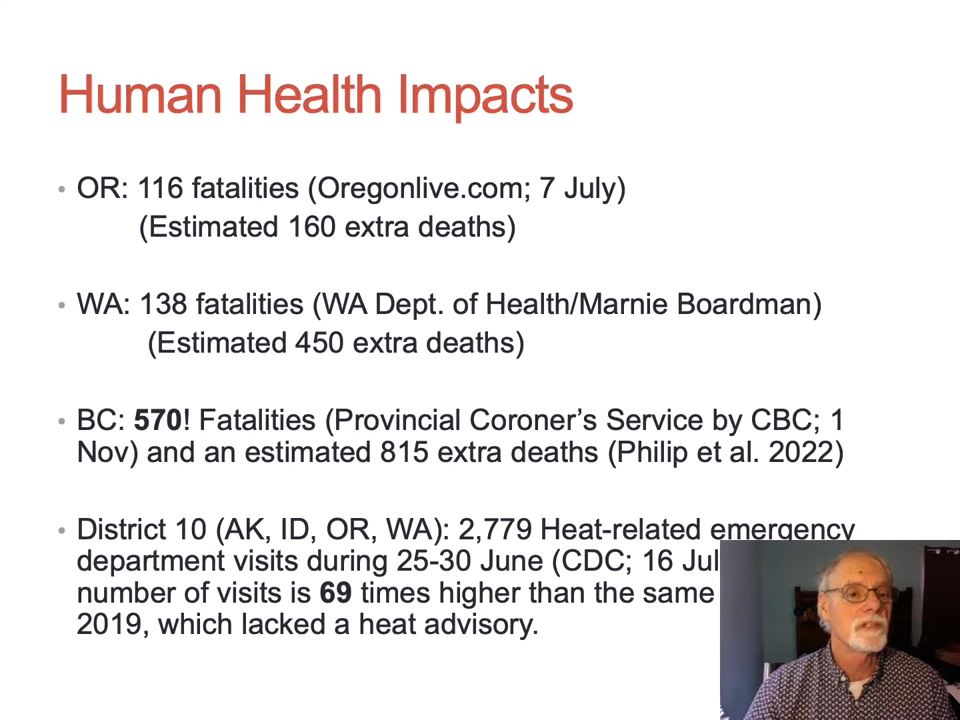 Human Health Impacts
• OR: 116 fatalities (Oregonlive.com; 7 July)
(Estimated 160 extra deaths)
• WA: 138 fatalities (WA Dept. of Health/Marnie Boardman)
(Estimated 450 extra deaths)
• BC: 570! Fatalities (Provincial Coroner’s Service by CBC; 1
Nov) and an estimated 815 extra deaths (Philip et al. 2022)
• District 10 (AK, ID, OR, WA): 2,779 Heat-related emergency
department visits during 25-30 June (CDC; 16
number of visits is 69 times higher than the same
2019, which lacked a heat advisory.